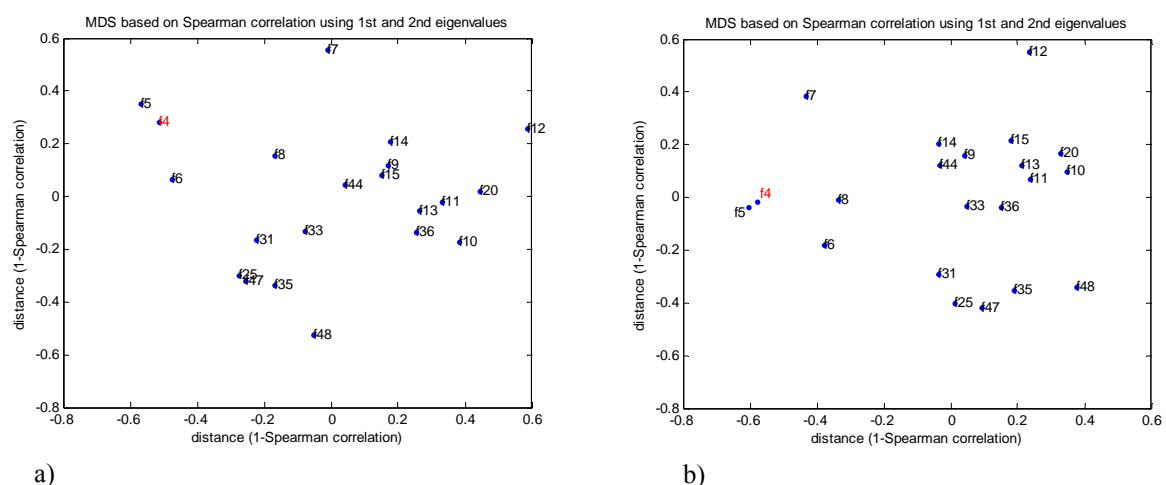 MDS based on Spearman correlation using 1st and 2nd eigenvalues
distance (1-Spearman correlation)
0.6
0.4
0.2
0
-0.2
-0.4
-0.6
-0.8
f7
f5
f4
f12
f14
f8
f9
f6
f15
f44
f20
f11
f13
f33
f36
f31
f10
f25
f47
f35
f48
-0.8 -0.6 -0.4 -0.2 0 0.2 0.4 0.6
distance (1-Spearman correlation)
a)
MDS based on Spearman correlation using 1st and 2nd eigenvalues
distance (1-Spearman correlation)
0.6
0.4
0.2
0
-0.2
-0.4
-0.6
-0.8
f12
f7
f14
f15
f9
f20
f44
f13
f10
f11
f4
f8
f5
f33
f36
f6
f31
f48
f35
f25
f47
-0.8 -0.6 -0.4 -0.2 0 0.2 0.4 0.6
distance (1-Spearman correlation)
b)